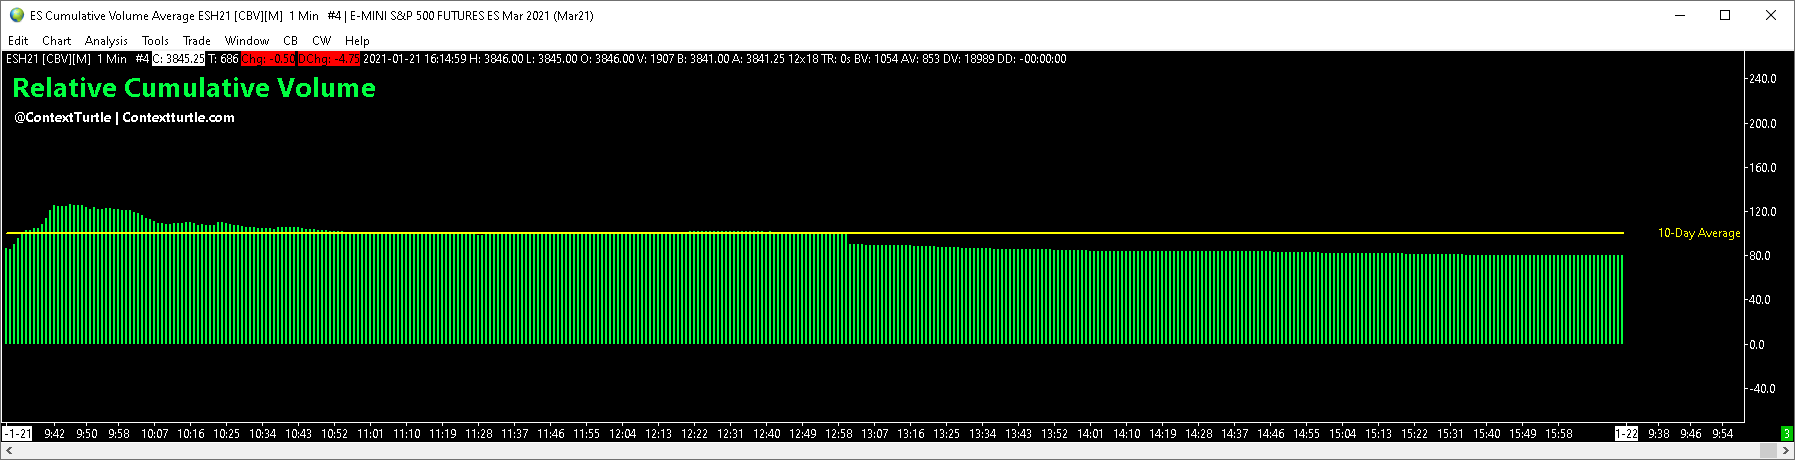 ES Cumulative Volume Average ESH21 [CBV][M]  1 Min   #4 | E-MINI S&P 500 FUTURES ES Mar 2021 (Mar21)
Edit Chart Analysis Tools Trade Window CB CW Help
ESH21 [CBV][M]  1 Min   #4 C: 3845.25 T: 686 Chg: -0.50 DChg: -4.75 2021-01-21 16:14:59 H: 3846.00 L: 3845.00 O: 3846.00 V: 1907 B: 3841.00 A: 3841.25 12x18 TR: 0s BV: 1054 AV: 853 DV: 18989 DD: -00:00:00
Relative Cumulative Volume
@ContextTurtle | Contextturtle.com
240.0
200.0
160.0
120.0
10-Day Average
80.0
40.0
0.0
-40.0
-1-21 9:42 9:50 9:58 10:07 10:16 10:25 10:34 10:43 10:52 11:01 11:10 11:19 11:28 11:37 11:46 11:55 12:04 12:13 12:22 12:31 12:40 12:49 12:58 13:07 13:16 13:25 13:34 13:43 13:52 14:01 14:10 14:19 14:28 14:37 14:46 14:55 15:04 15:13 15:22 15:31 15:40 15:49 15:58 1-22 9:38 9:46 9:54 3